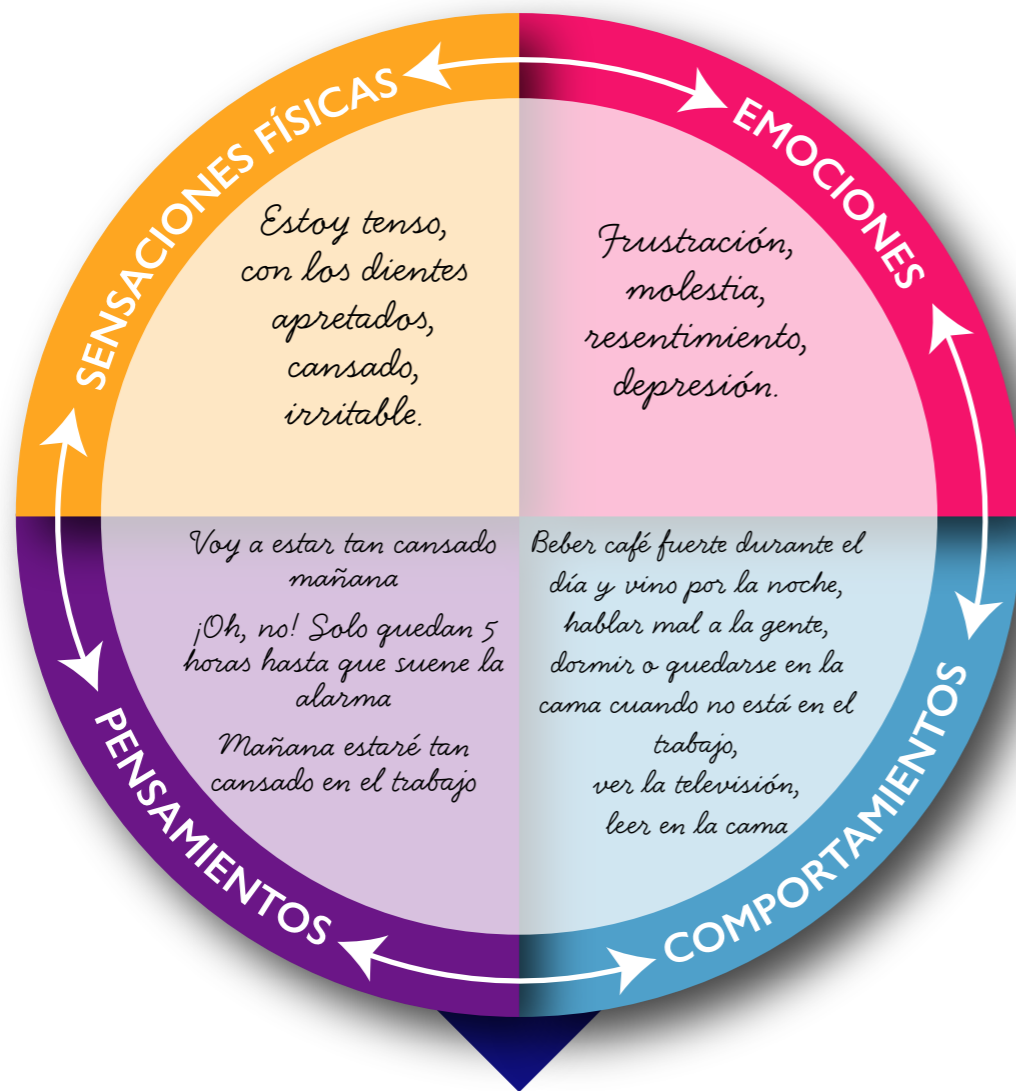 SENSACIONES FÍSICAS
Estoy tenso,
con los dientes
apretados,
cansado,
irritable.
EMOCIONES
Frustración,
molestia,
resentimiento,
depresión.
PENSAMIENTOS
Voy a estar tan cansado
mañana
¡Oh, no! Solo quedan 5
horas hasta que suene la
alarma
Mañana estaré tan
cansado en el trabajo
COMPORTAMIENTOS
Beber café fuerte durante el
día y vino por la noche,
hablar mal a la gente,
dormir o quedarse en la
cama cuando no está en el
trabajo,
ver la televisión,
leer en la cama